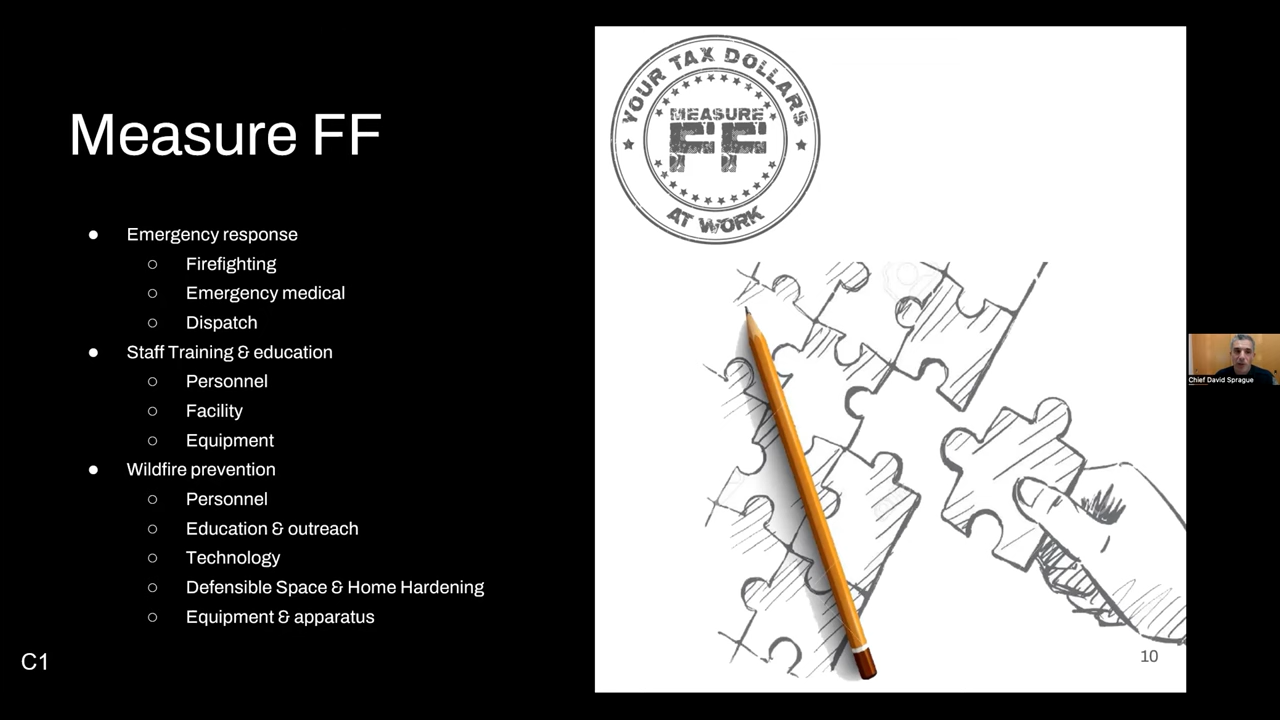 Measure FF
● Emergency response
○ Firefighting
○ Emergency medical
○ Dispatch
● Staff Training & education
○ Personnel
○ Facility
○ Equipment
● Wildfire prevention
○ Personnel
○ Education & outreach
○ Technology
○ Defensible Space & Home Hardening
○ Equipment & apparatus
C1
YOUR TAX DOLLARS
MEASURE
FF
AT WORK
10
Chief David Sprague